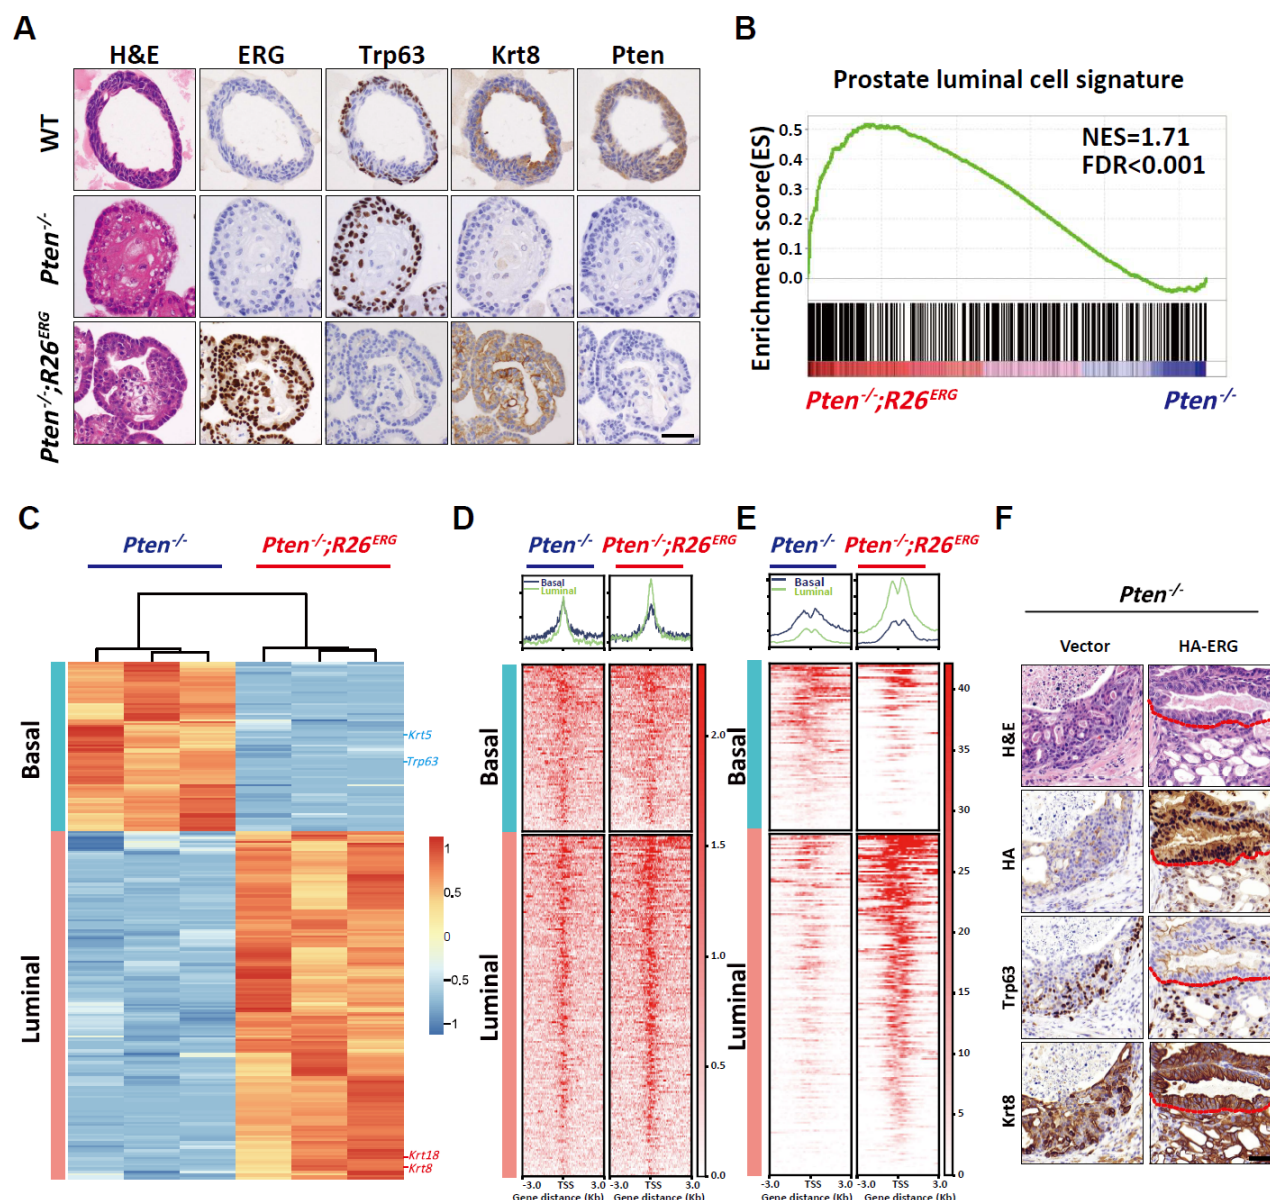 A
H&E ERG Trp63 Krt8 Pten
WT
Pten-/-
Pten-/-;R26ERG
B
Prostate luminal cell signature
Enrichment score(ES)
0.5
0.4
0.3
0.2
0.1
0.0
NES=1.71
FDR<0.001
Pten-/-;R26ERG
Pten-/-
C
Pten-/- Pten-/-;R26ERG
Basal
Luminal
Krt5
Trp63
Krt18
Krt8
1
0.5
0
-0.5
-1
D
Pten-/- Pten-/-;R26ERG
Basal
Luminal
Basal
Luminal
2.0
1.5
1.0
0.5
0.0
-3.0 TSS 3.0 -3.0 TSS 3.0
Gene distance (Kb) Gene distance (Kb)
E
Pten-/- Pten-/-;R26ERG
Basal
Luminal
Basal
Luminal
40
35
30
25
20
15
10
5
0
-3.0 TSS 3.0 -3.0 TSS 3.0
Gene distance (Kb) Gene distance (Kb)
F
Pten-/-
Vector HA-ERG
H&E
HA
Trp63
Krt8